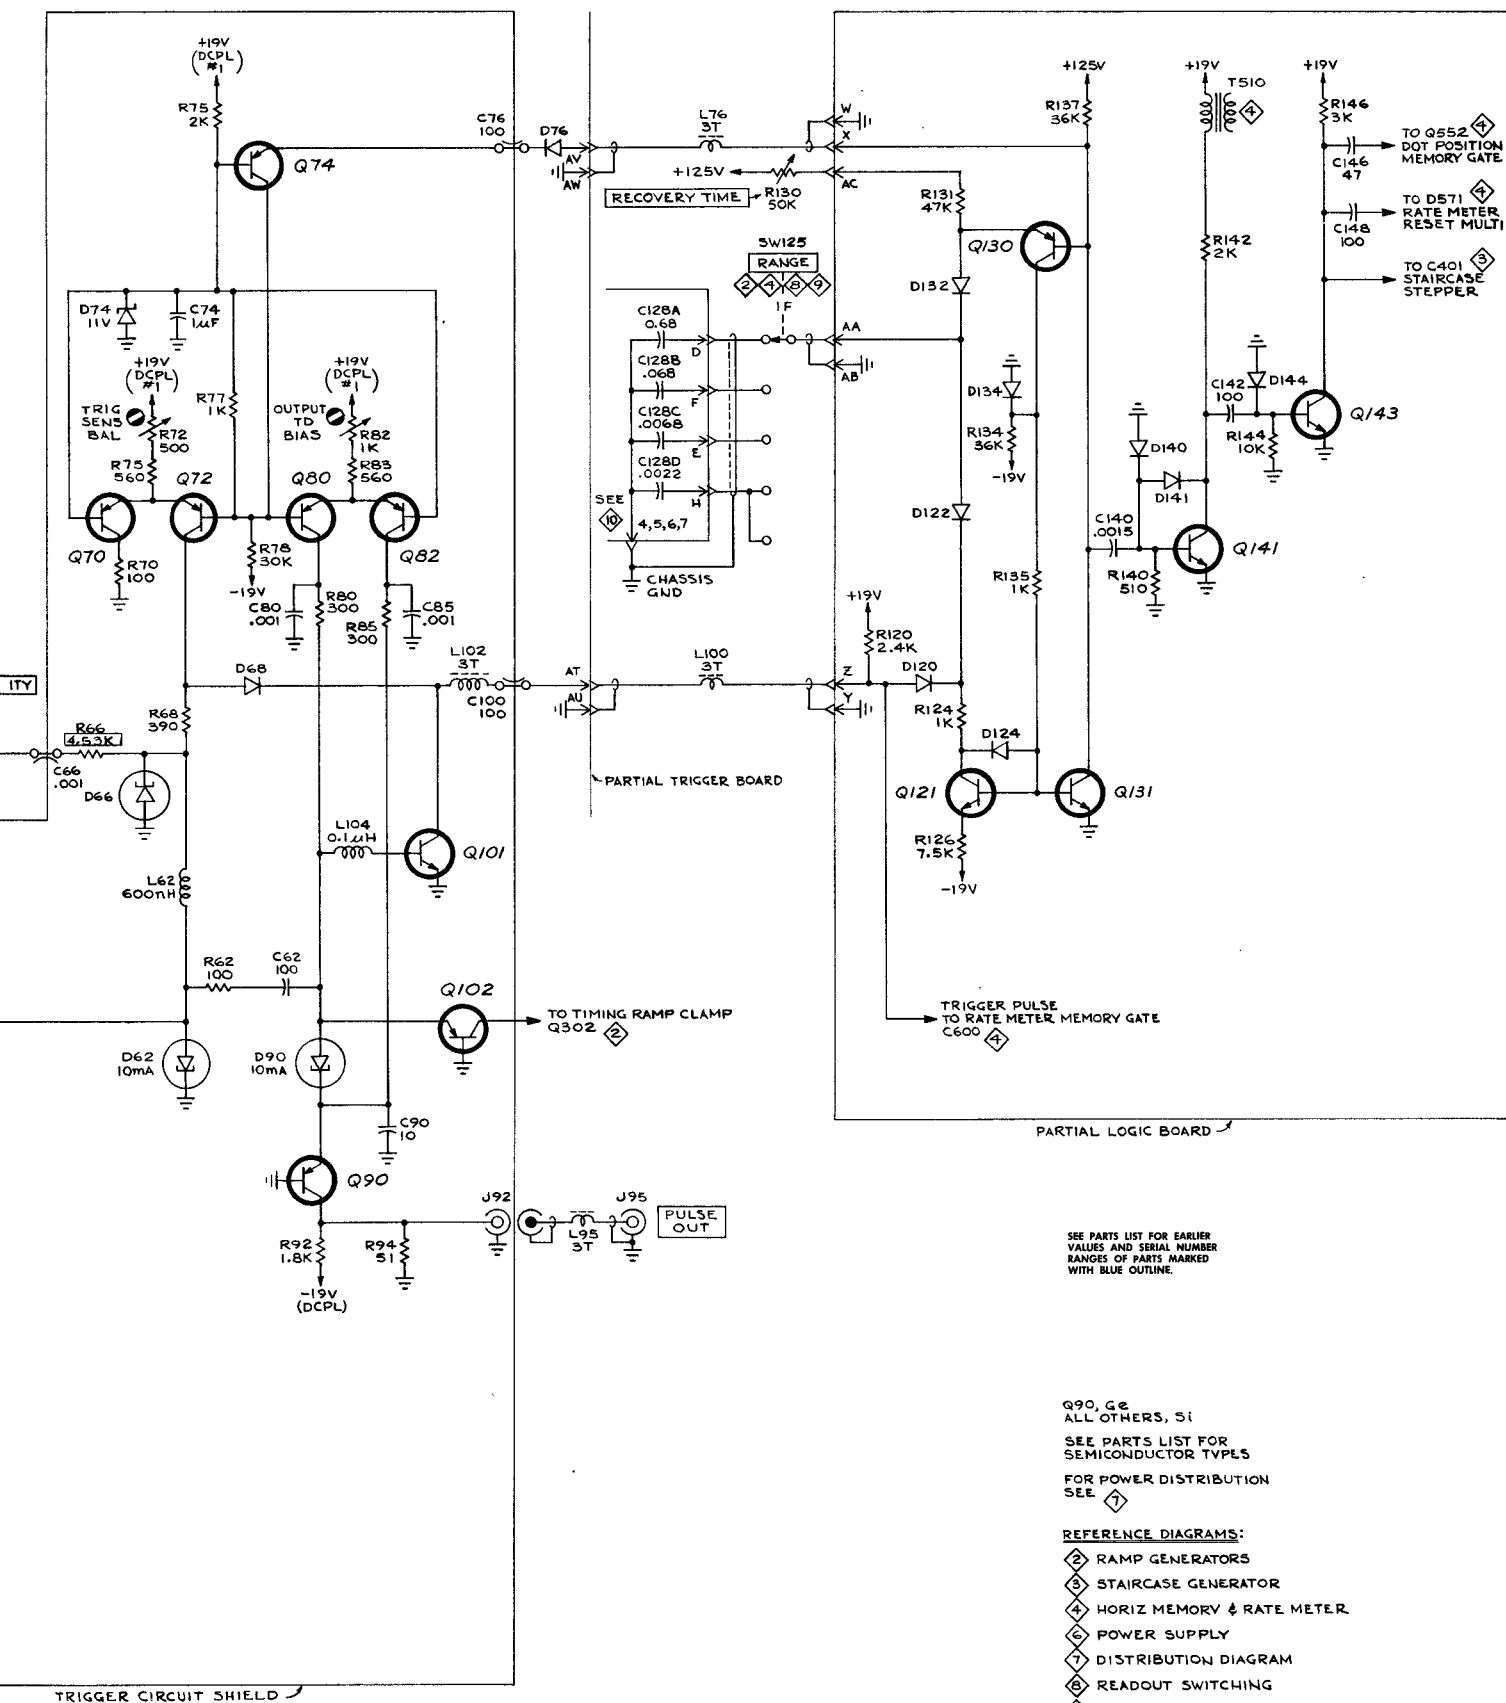 +19V
(DCPL
#1)
R75
2K
Q74
C76
100
D76
AV
AW
L76
3T
W
X
+125V
R130
50K
AC
RECOVERY TIME
+125V
R137
36K
+19V
T510
4
+19V
R146
3K
TO Q552 4
DOT POSITION
MEMORY GATE
C146
47
TO D571 4
RATE METER
RESET MULTI
C148
100
TO C401 3
STAIRCASE
STEPPER
R131
47K
Q130
R142
2K
D132
SW125
RANGE
2 4 8 9
1F
D74
11V
C74
1µF
+19V
(DCPL
#1)
R77
1K
+19V
(DCPL
#1)
TRIG
SENS
BAL
R72
500
OUTPUT
TD
BIAS
R82
1K
R75
560
Q72
Q80
R83
560
Q70
Q82
R70
100
R78
30K
-19V
C80
.001
R80
300
R85
300
C85
.001
C128A
0.68
D
C128B
.068
F
C128C
.0068
E
C128D
.0022
H
SEE
10
4,5,6,7
CHASSIS
GND
AA
AB
D134
R134
36K
-19V
D122
R135
1K
C142
100
D144
R144
10K
Q143
D140
D141
C140
.0015
R140
510
Q141
ITY
D68
L102
3T
C100
100
AT
AU
L100
3T
Z
Y
+19V
R120
2.4K
D120
R124
1K
D124
Q121
Q131
R126
7.5K
-19V
R68
390
R66
4.53K
C66
.001
D66
PARTIAL TRIGGER BOARD
L104
0.1µH
Q101
L62
600nH
R62
100
C62
100
Q102
TO TIMING RAMP CLAMP
Q302 2
TRIGGER PULSE
TO RATE METER MEMORY GATE
C600 4
D62
10mA
D90
10mA
C90
10
PARTIAL LOGIC BOARD
Q90
J92
L95
3T
J95
PULSE
OUT
R92
1.8K
R94
51
-19V
(DCPL)
SEE PARTS LIST FOR EARLIER
VALUES AND SERIAL NUMBER
RANGES OF PARTS MARKED
WITH BLUE OUTLINE.
Q90, Ge
ALL OTHERS, Si
SEE PARTS LIST FOR
SEMICONDUCTOR TYPES
FOR POWER DISTRIBUTION
SEE 7
REFERENCE DIAGRAMS:
2 RAMP GENERATORS
3 STAIRCASE GENERATOR
4 HORIZ MEMORY & RATE METER
6 POWER SUPPLY
7 DISTRIBUTION DIAGRAM
8 READOUT SWITCHING
TRIGGER CIRCUIT SHIELD